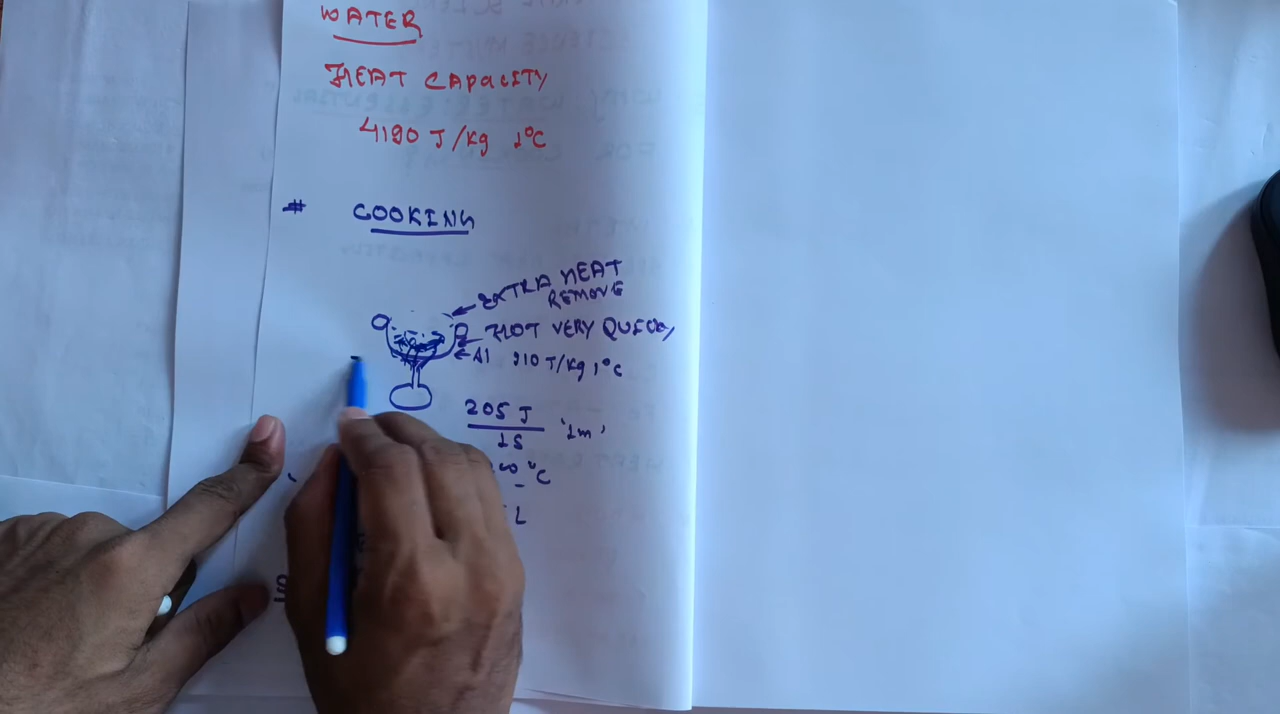 WATER
HEAT CAPACITY
4190 J/Kg 1°C
# COOKING
EXTRA HEAT
REMOVE
HOT VERY QUICKLY
Al 910 J/Kg 1°C
205 J
1S
'1m'
°C
L